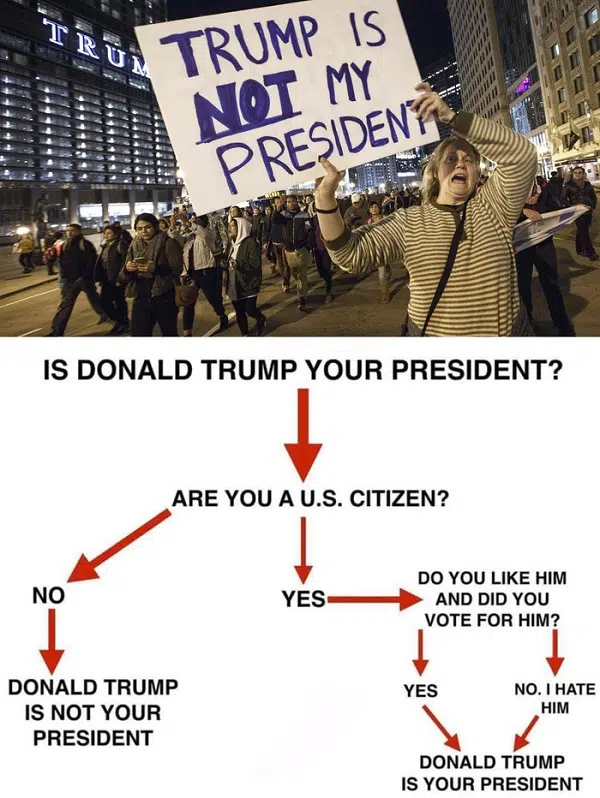 TRUM
TRUMP IS
NOT MY
PRESIDENT
IS DONALD TRUMP YOUR PRESIDENT?
ARE YOU A U.S. CITIZEN?
NO
YES
DO YOU LIKE HIM
AND DID YOU
VOTE FOR HIM?
DONALD TRUMP
IS NOT YOUR
PRESIDENT
YES
NO. I HATE
HIM
DONALD TRUMP
IS YOUR PRESIDENT